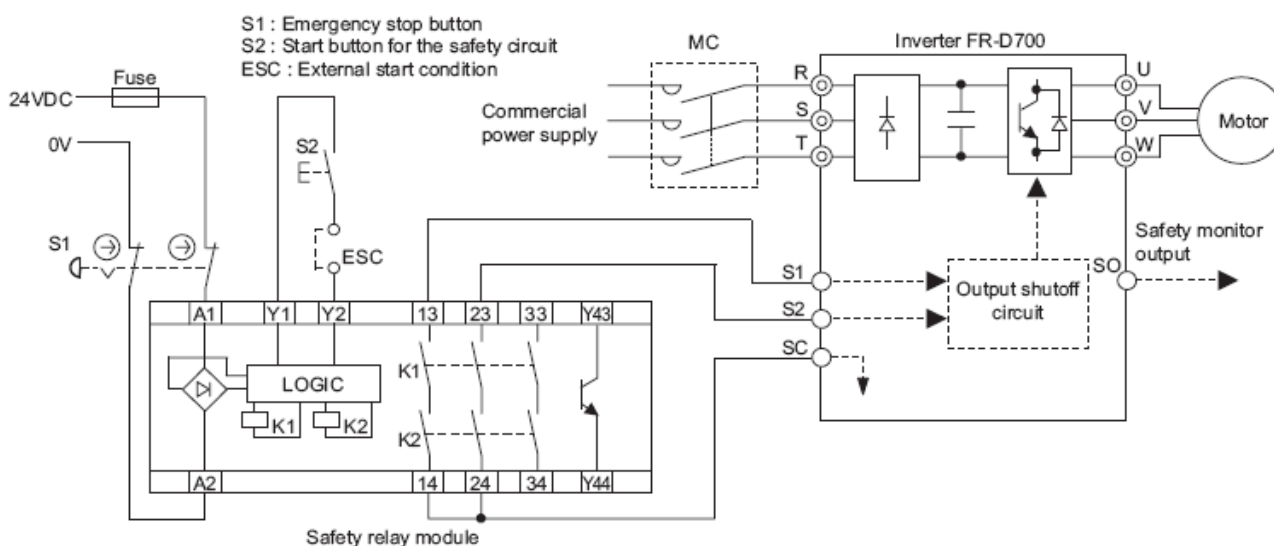 S1 : Emergency stop button
S2 : Start button for the safety circuit
ESC : External start condition
MC
Inverter FR-D700
Fuse
24VDC
0V
Commercial
power supply
R
S
T
U
V
W
Motor
S2
ESC
S1
S1
S2
SC
Output shutoff
circuit
SO
Safety monitor
output
A1
Y1
Y2
13
23
33
Y43
LOGIC
K1
K2
K1
K2
A2
14
24
34
Y44
Safety relay module